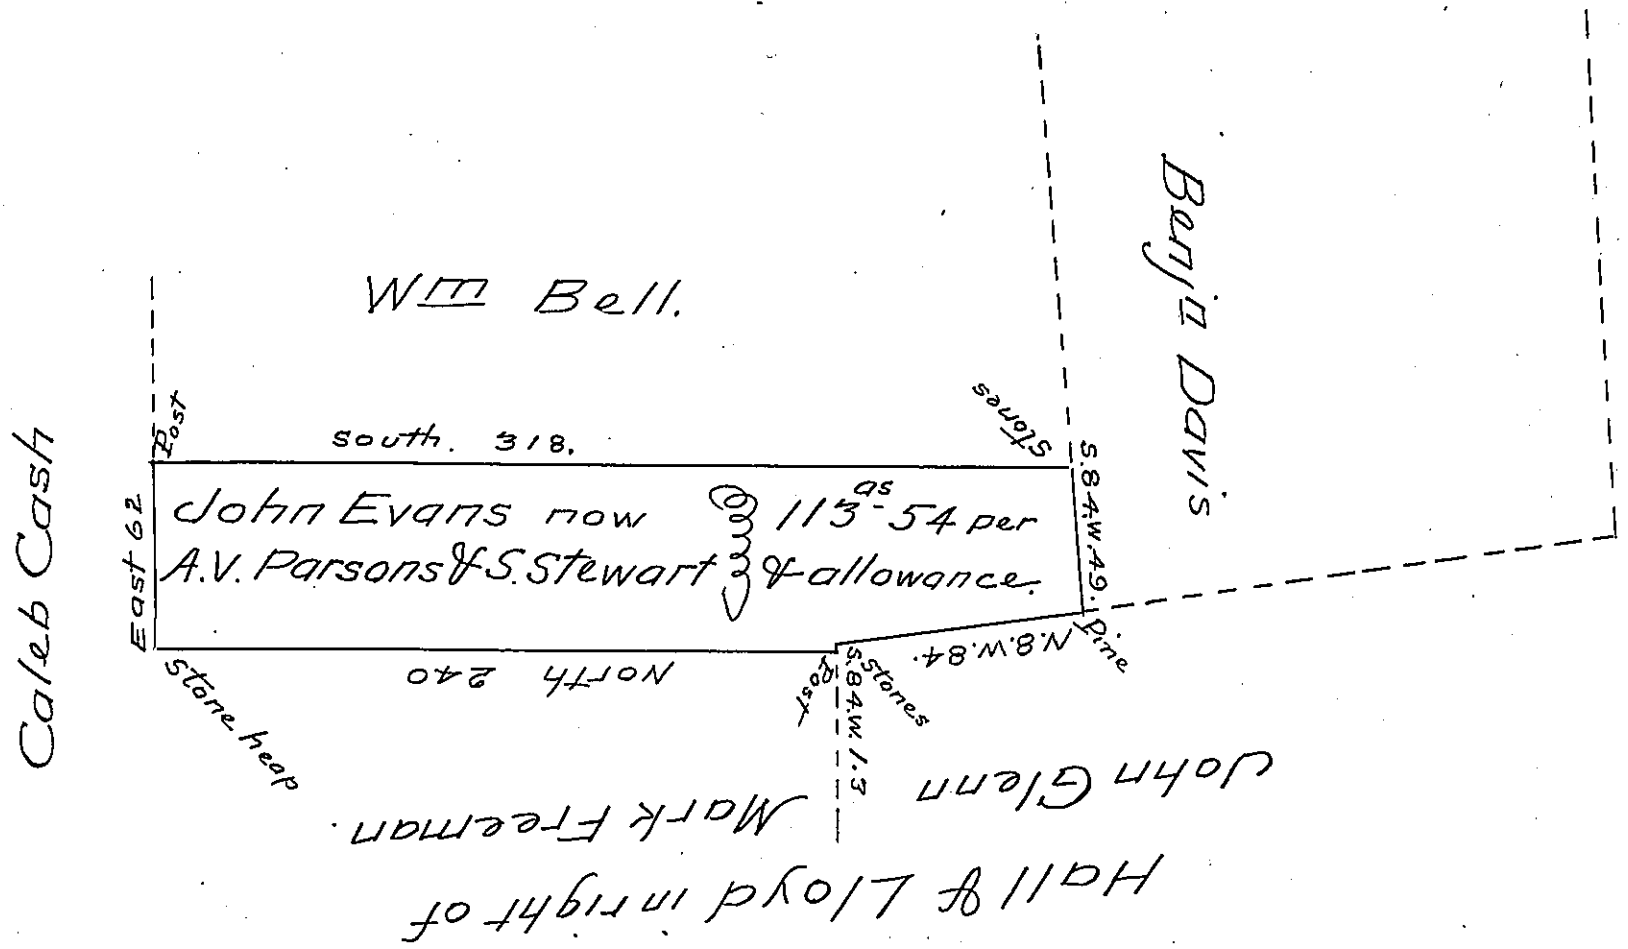 Wm Bell.
Benja Davis
Caleb Cash
Post
south. 318.
Stones
S.84.W.49.
East 62
John Evans now
A.V. Parsons & S. Stewart
as
113-54 per
& allowance.
Pine
N.8.W.84.
Stones
S.84.W.1.3
Post
North 240
Stone heap
John Glenn
Hall & Lloyd in right of
Mark Freeman.